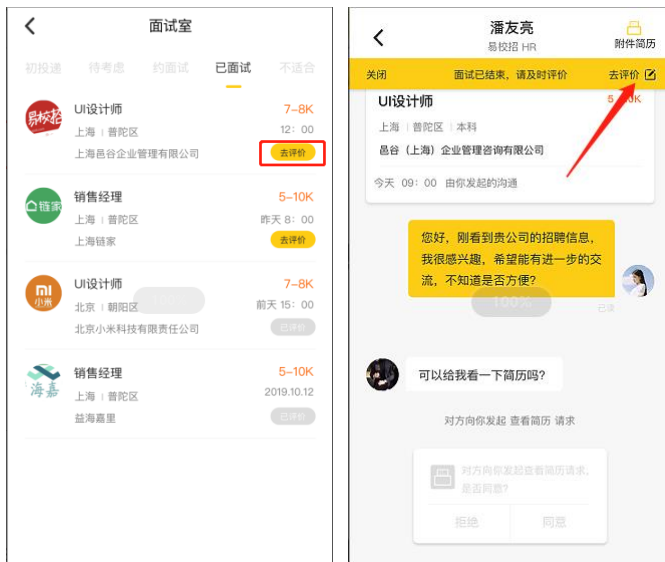 面试室
初投递 待考虑 约面试 已面试 不适合
易校招
UI设计师 7-8K
上海 | 普陀区 12：00
上海邑谷企业管理有限公司 去评价
链家
销售经理 5-10K
上海 | 普陀区 昨天 8：00
上海链家 去评价
小米
UI设计师 7-8K
北京 | 朝阳区 前天 15：00
北京小米科技有限责任公司 已评价
100%
海嘉
销售经理 5-10K
上海 | 普陀区 2019.10.12
益海嘉里 已评价
潘友亮
易校招 HR
附件简历
关闭 面试已结束，请及时评价 去评价
UI设计师
上海 | 普陀区 | 本科
邑谷（上海）企业管理咨询有限公司
今天 09：00 由你发起的沟通
您好，刚看到贵公司的招聘信息，
我很感兴趣，希望能有进一步的交
流，不知道是否方便？
100%
已读
可以给我看一下简历吗？
对方向你发起 查看简历 请求
对方向你发起查看简历请求，
是否同意？
拒绝 同意